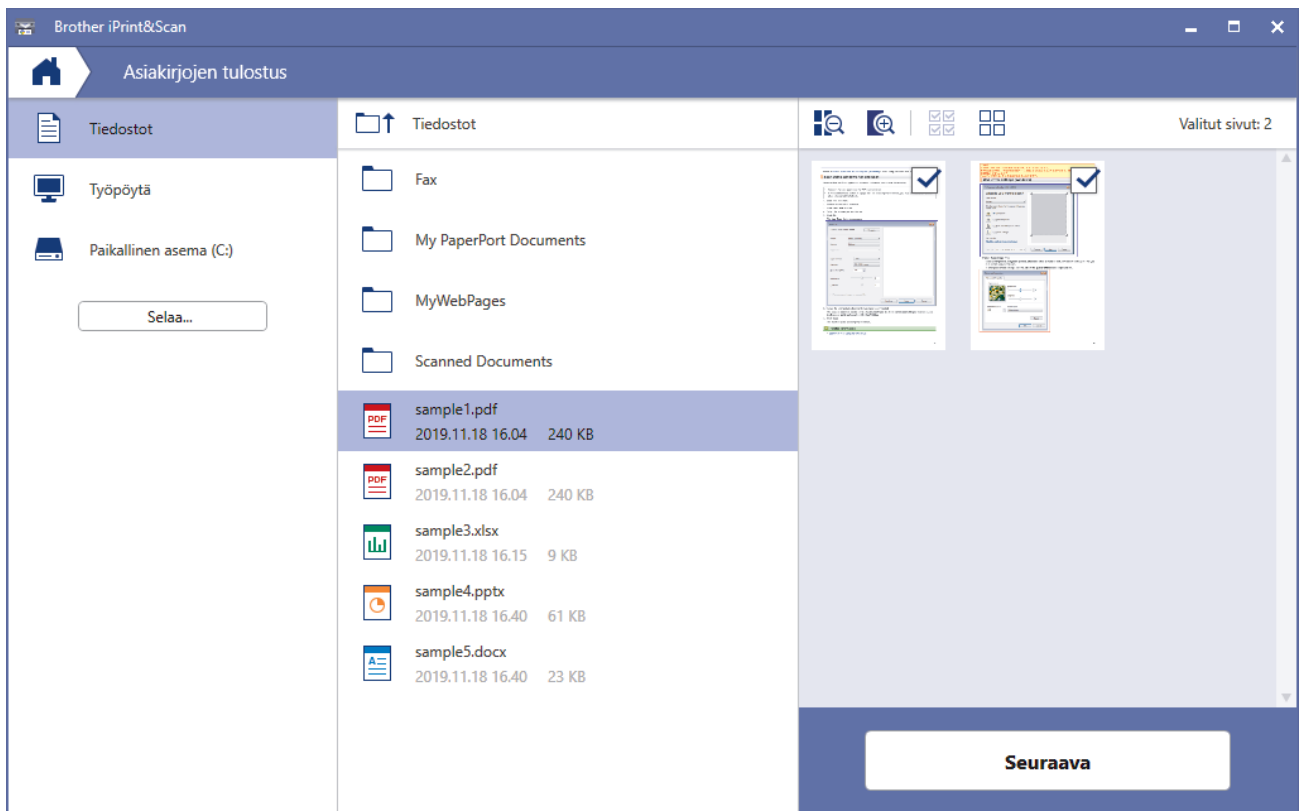 Brother iPrint&Scan
Asiakirjojen tulostus
Tiedostot
Työpöytä
Paikallinen asema (C:)
Selaa...
Tiedostot
Fax
My PaperPort Documents
MyWebPages
Scanned Documents
sample1.pdf
2019.11.18 16.04 240 KB
sample2.pdf
2019.11.18 16.04 240 KB
sample3.xlsx
2019.11.18 16.15 9 KB
sample4.pptx
2019.11.18 16.40 61 KB
sample5.docx
2019.11.18 16.40 23 KB
Valitut sivut: 2
Seuraava